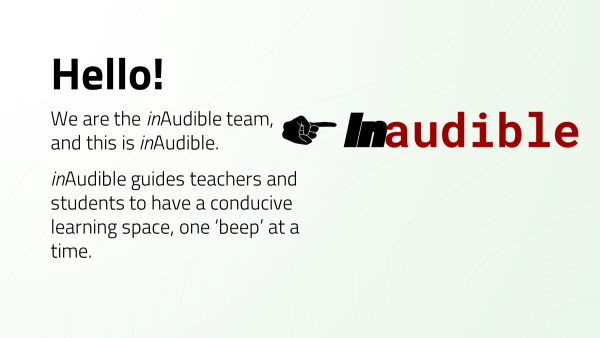 Hello!
We are the inAudible team,
and this is inAudible.
Inaudible
inAudible guides teachers and
students to have a conducive
learning space, one ‘beep’ at a
time.